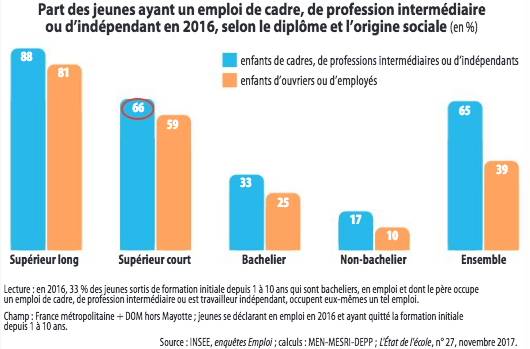 Part des jeunes ayant un emploi de cadre, de profession intermédiaire
ou d'indépendant en 2016, selon le diplôme et l'origine sociale (en %)
enfants de cadres, de professions intermédiaires ou d'indépendants
enfants d'ouvriers ou d'employés
88 81 66 59 33 25 17 10 65 39
Supérieur long Supérieur court Bachelier Non-bachelier Ensemble
Lecture : en 2016, 33 % des jeunes sortis de formation initiale depuis 1 à 10 ans qui sont bacheliers, en emploi et dont le père occupe
un emploi de cadre, de profession intermédiaire ou est travailleur indépendant, occupent eux-mêmes un tel emploi.
Champ : France métropolitaine + DOM hors Mayotte ; jeunes se déclarant en emploi en 2016 et ayant quitté la formation initiale
depuis 1 à 10 ans.
Source : INSEE, enquêtes Emploi ; calculs : MEN-MESRI-DEPP ; L'État de l'école, n° 27, novembre 2017.